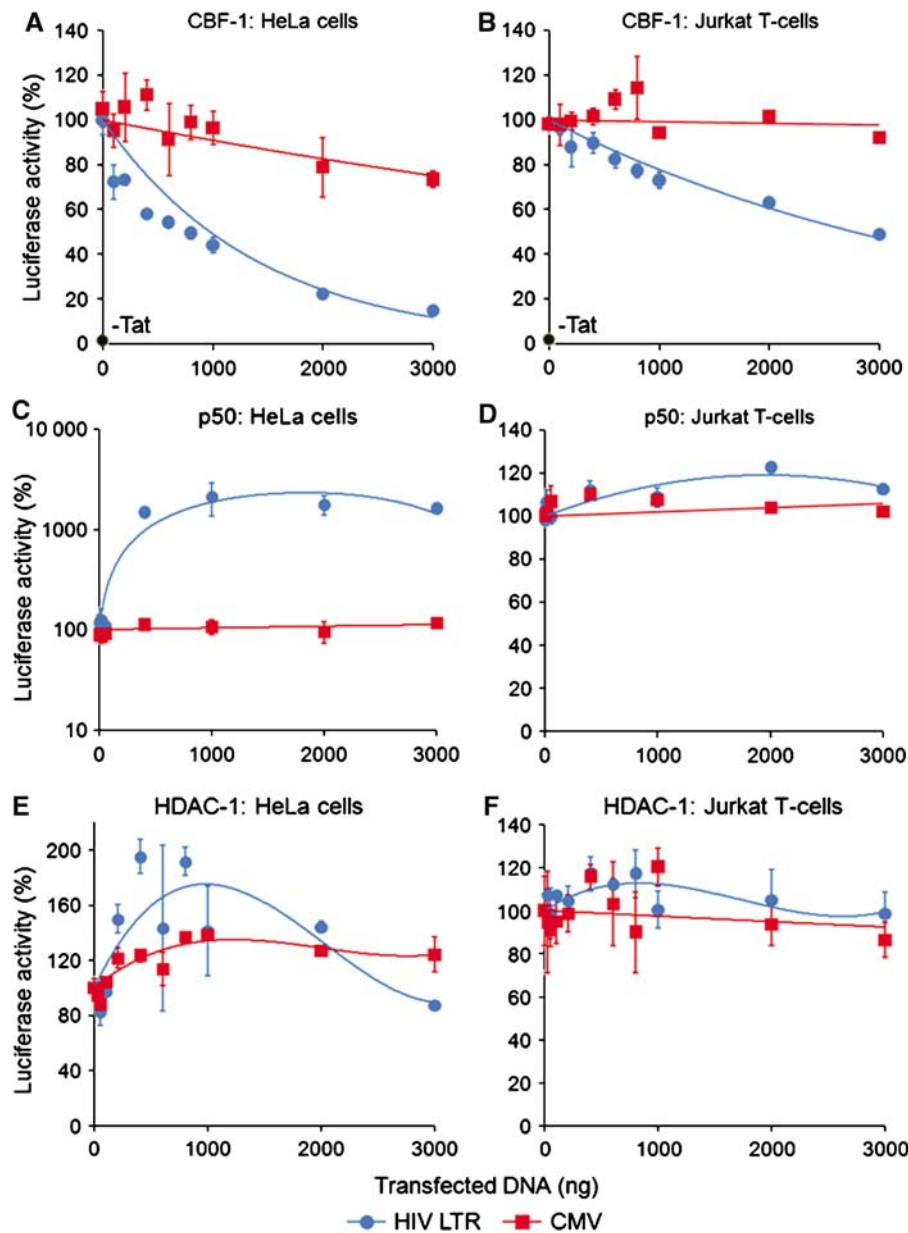 A CBF-1: HeLa cells
Luciferase activity (%)
140
120
100
80
60
40
20
0
-Tat
0 1000 2000 3000
B CBF-1: Jurkat T-cells
140
120
100
80
60
40
20
0
-Tat
0 1000 2000 3000
C p50: HeLa cells
Luciferase activity (%)
10 000
1000
100
10
0 1000 2000 3000
D p50: Jurkat T-cells
140
120
100
80
60
40
20
0
0 1000 2000 3000
E HDAC-1: HeLa cells
Luciferase activity (%)
200
160
120
80
40
0
0 1000 2000 3000
F HDAC-1: Jurkat T-cells
140
120
100
80
60
40
20
0
0 1000 2000 3000
Transfected DNA (ng)
HIV LTR CMV